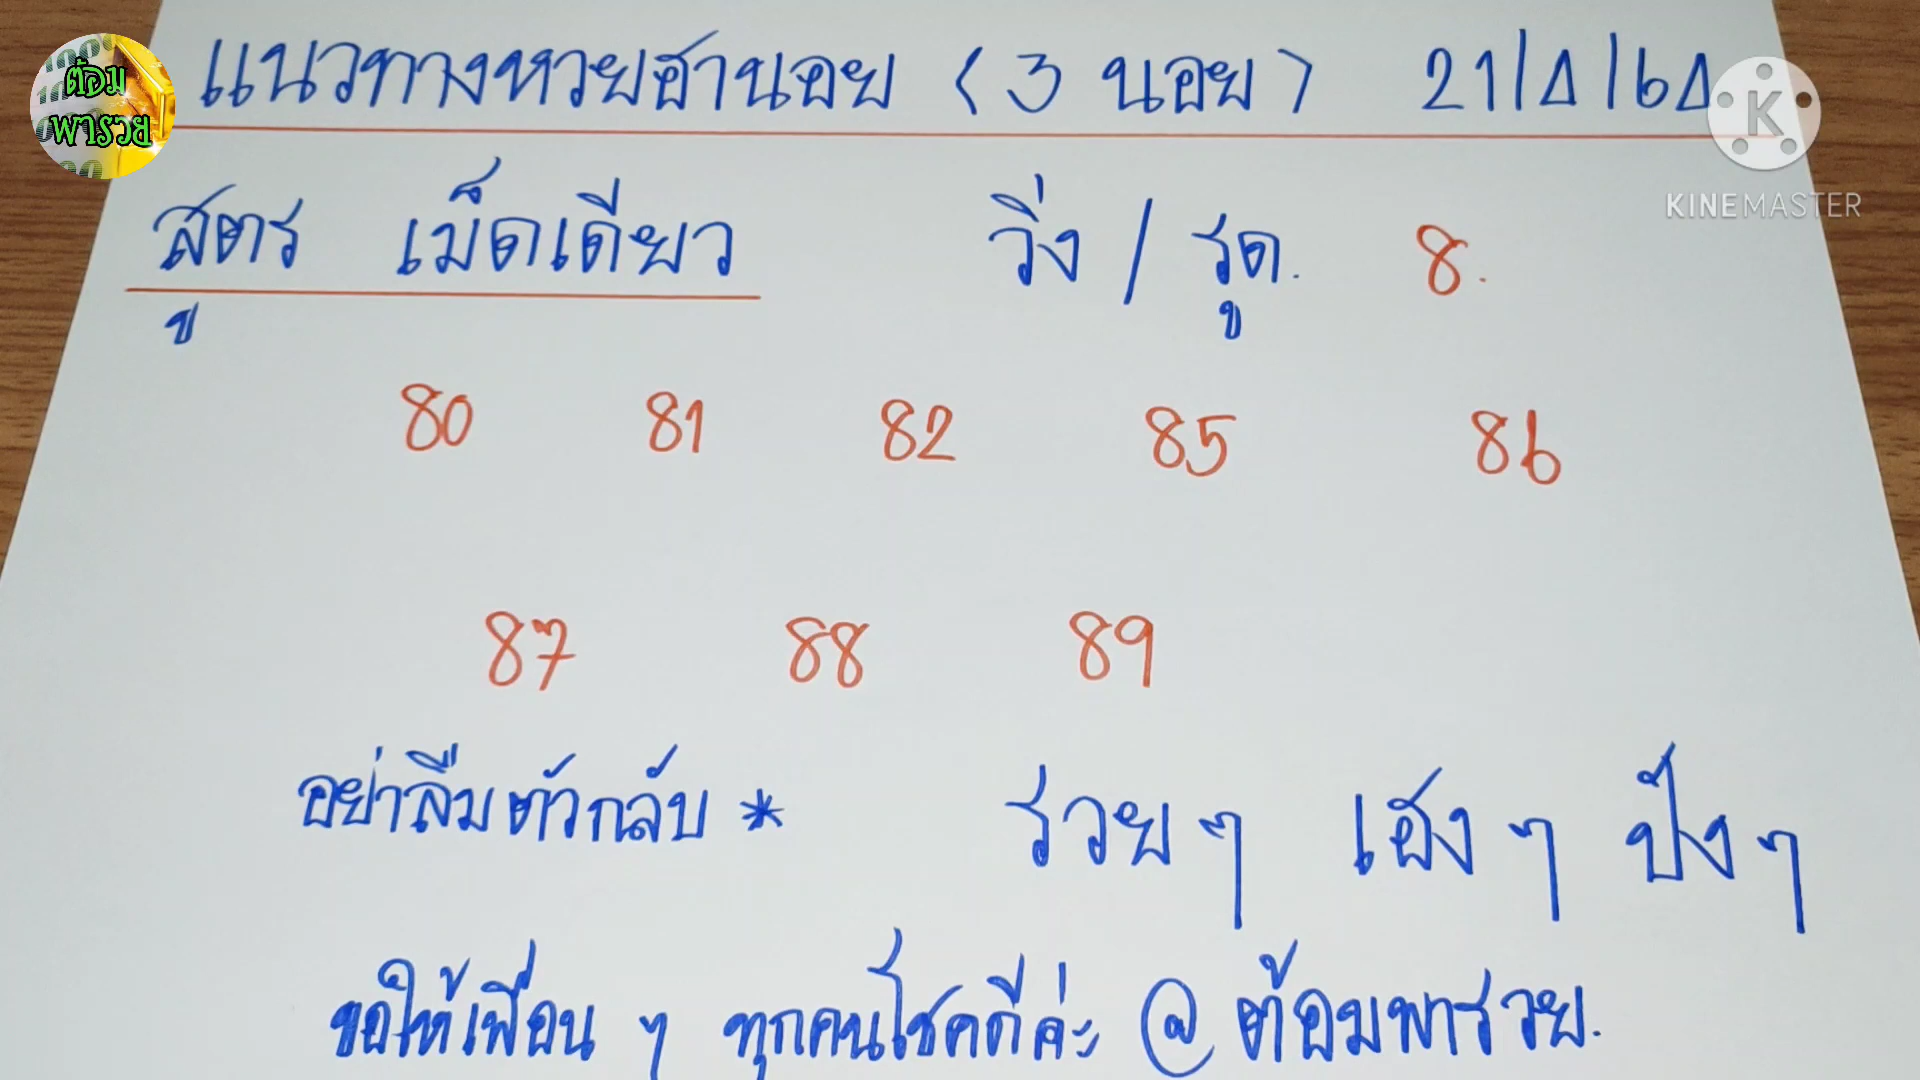 ต้อม
พารวย
แนวทางหวยฮานอย (3 นอย) 21/4/64
KINEMASTER
สูตร เม็ดเดียว วิ่ง / รูด. 8.
80 81 82 85 86
87 88 89
อย่าลืมตัวกลับ * รวยๆ เฮงๆ ปังๆ
ขอให้เพื่อน ๆ ทุกคนโชคดีค่ะ @ ต้อมพารวย.